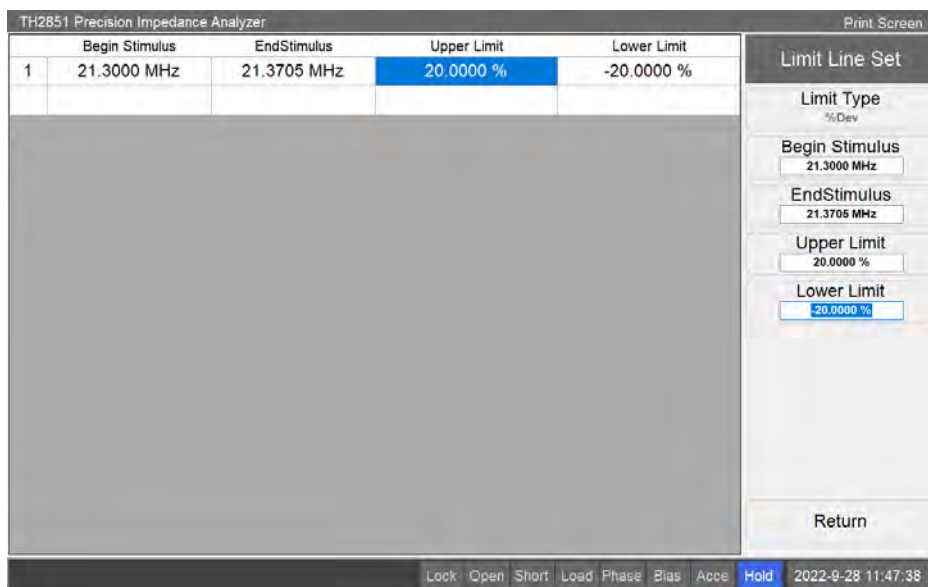 TH2851 Precision Impedance Analyzer Print Screen
Begin Stimulus EndStimulus Upper Limit Lower Limit
1 21.3000 MHz 21.3705 MHz 20.0000 % -20.0000 %
Limit Line Set
Limit Type
%Dev
Begin Stimulus
21.3000 MHz
EndStimulus
21.3705 MHz
Upper Limit
20.0000 %
Lower Limit
-20.0000 %
Return
Lock Open Short Load Phase Bias Acce Hold 2022-9-28 11:47:38